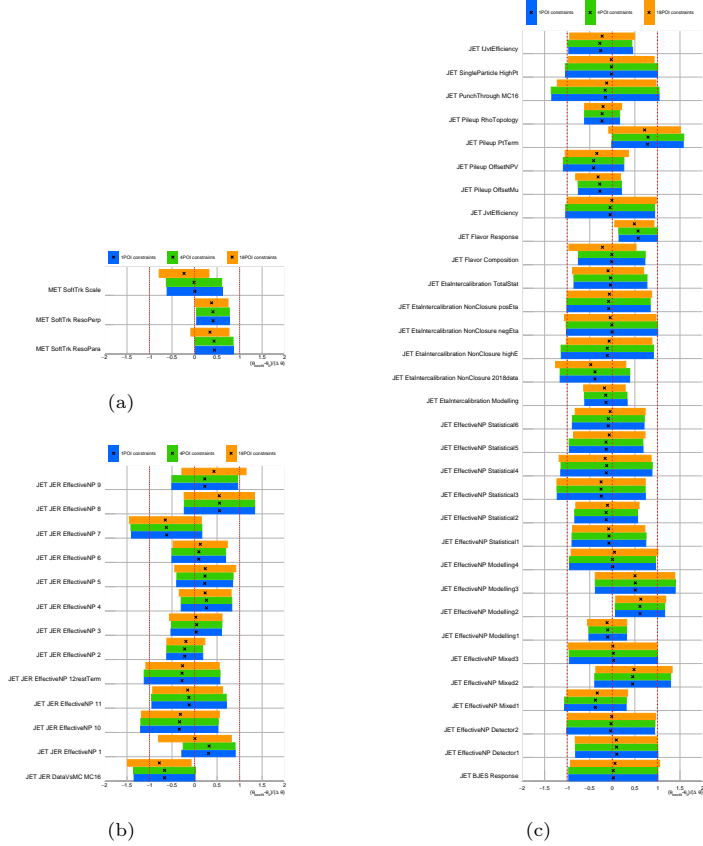 1POI constraints
4POI constraints
19POI constraints
MET SoftTrk Scale
MET SoftTrk ResoPerp
MET SoftTrk ResoPara
-2
-1.5
-1
-0.5
0
0.5
1
1.5
2
(a)
1POI constraints
4POI constraints
19POI constraints
JET JER EffectiveNP 9
JET JER EffectiveNP 8
JET JER EffectiveNP 7
JET JER EffectiveNP 6
JET JER EffectiveNP 5
JET JER EffectiveNP 4
JET JER EffectiveNP 3
JET JER EffectiveNP 2
JET JER EffectiveNP 12restTerm
JET JER EffectiveNP 11
JET JER EffectiveNP 10
JET JER EffectiveNP 1
JET JER DataVsMC MC16
-2
-1.5
-1
-0.5
0
0.5
1
1.5
2
(b)
1POI constraints
4POI constraints
19POI constraints
JET fJvtEfficiency
JET SingleParticle HighPt
JET PunchThrough MC16
JET Pileup RhoTopology
JET Pileup PtTerm
JET Pileup OffsetNPV
JET Pileup OffsetMu
JET JvtEfficiency
JET Flavor Response
JET Flavor Composition
JET EtaIntercalibration TotalStat
JET EtaIntercalibration NonClosure posEta
JET EtaIntercalibration NonClosure negEta
JET EtaIntercalibration NonClosure highE
JET EtaIntercalibration NonClosure 2018data
JET EtaIntercalibration Modelling
JET EffectiveNP Statistical6
JET EffectiveNP Statistical5
JET EffectiveNP Statistical4
JET EffectiveNP Statistical3
JET EffectiveNP Statistical2
JET EffectiveNP Statistical1
JET EffectiveNP Modelling4
JET EffectiveNP Modelling3
JET EffectiveNP Modelling2
JET EffectiveNP Modelling1
JET EffectiveNP Mixed3
JET EffectiveNP Mixed2
JET EffectiveNP Mixed1
JET EffectiveNP Detector2
JET EffectiveNP Detector1
JET BJES Response
-2
-1.5
-1
-0.5
0
0.5
1
1.5
2
(c)